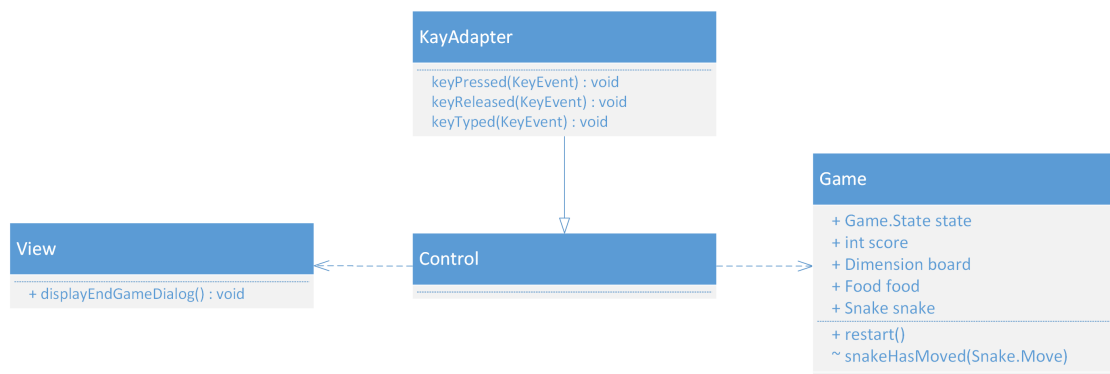 KayAdapter
keyPressed(KeyEvent) : void
keyReleased(KeyEvent) : void
keyTyped(KeyEvent) : void
View
+ displayEndGameDialog() : void
Control
Game
+ Game.State state
+ int score
+ Dimension board
+ Food food
+ Snake snake
+ restart()
~ snakeHasMoved(Snake.Move)